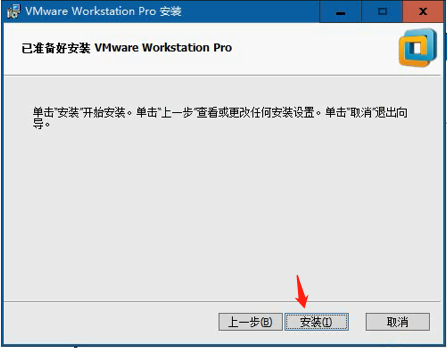 VMware Workstation Pro 安装
已准备好安装 VMware Workstation Pro
单击“安装”开始安装。单击“上一步”查看或更改任何安装设置。单击“取消”退出向
导。
上一步(B) 安装(I) 取消